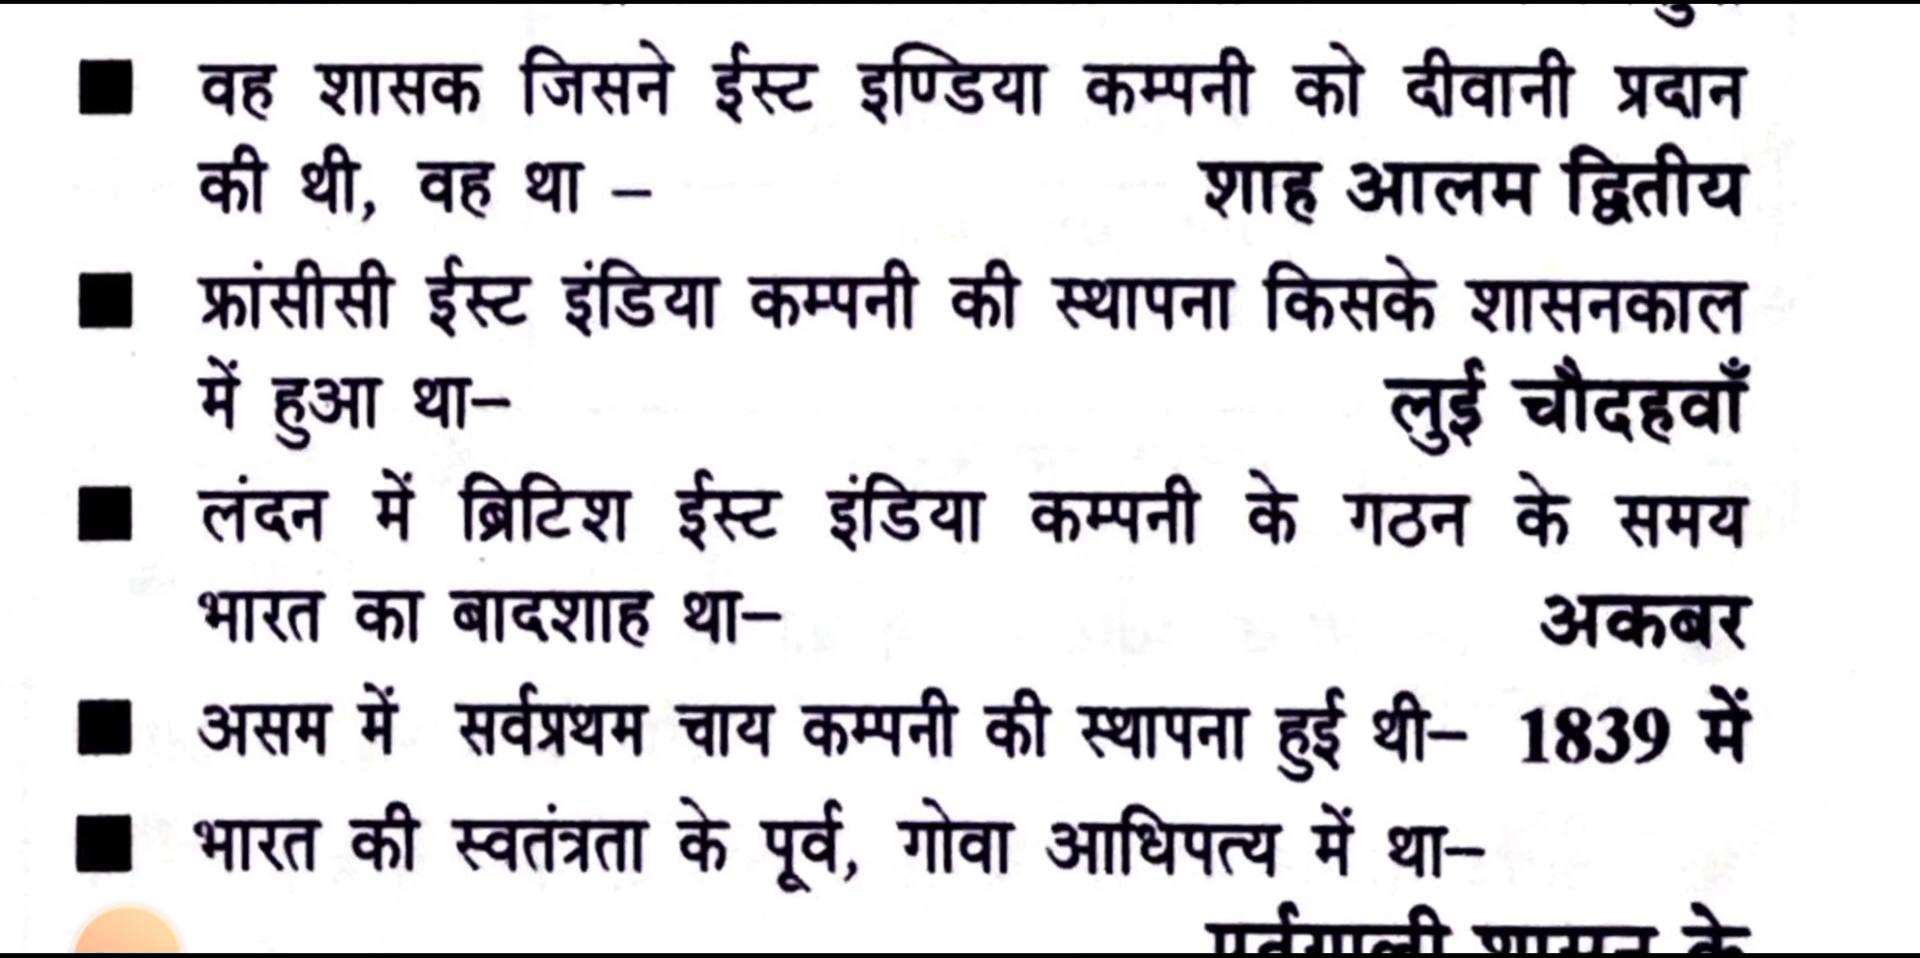 ■ वह शासक जिसने ईस्ट इण्डिया कम्पनी को दीवानी प्रदान
की थी, वह था – शाह आलम द्वितीय
■ फ्रांसीसी ईस्ट इंडिया कम्पनी की स्थापना किसके शासनकाल
में हुआ था– लुई चौदहवाँ
■ लंदन में ब्रिटिश ईस्ट इंडिया कम्पनी के गठन के समय
भारत का बादशाह था– अकबर
■ असम में सर्वप्रथम चाय कम्पनी की स्थापना हुई थी– 1839 में
■ भारत की स्वतंत्रता के पूर्व, गोवा आधिपत्य में था–
पुर्तगाली शासन के